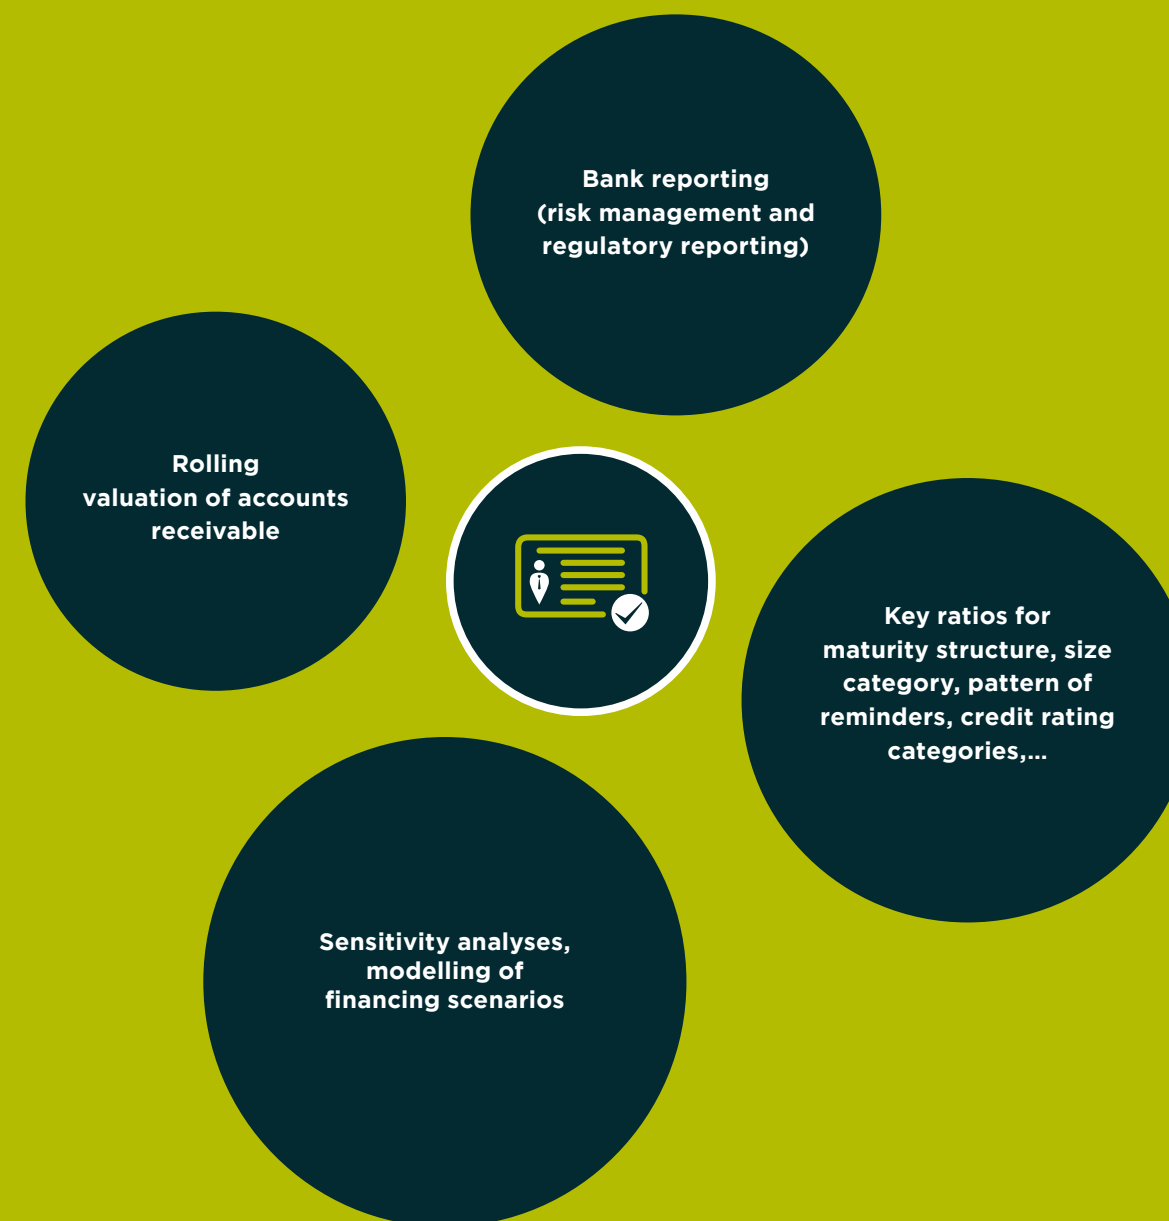 Bank reporting
(risk management and
regulatory reporting)
Rolling
valuation of accounts
receivable
Key ratios for
maturity structure, size
category, pattern of
reminders, credit rating
categories,...
Sensitivity analyses,
modelling of
financing scenarios